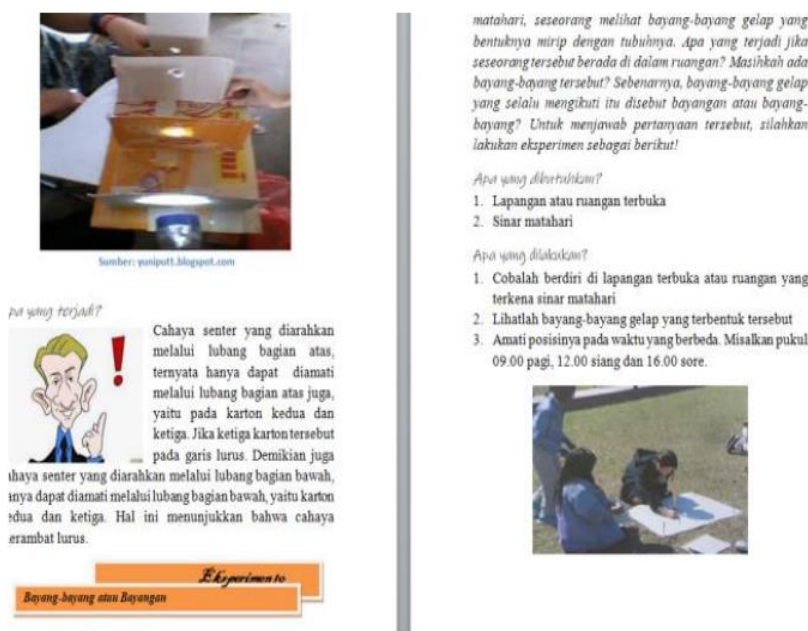 Sumber: yuniputt.blogspot.com
pa yang terjadi?
Cahaya senter yang diarahkan
melalui lubang bagian atas,
ternyata hanya dapat diamati
melalui lubang bagian atas juga,
yaitu pada karton kedua dan
ketiga. Jika ketiga karton tersebut
pada garis lurus. Demikian juga
ahaya senter yang diarahkan melalui lubang bagian bawah,
anya dapat diamati melalui lubang bagian bawah, yaitu karton
edua dan ketiga. Hal ini menunjukkan bahwa cahaya
erambat lurus.
Eksperimen to
Bayang-bayang atau Bayangan
matahari, seseorang melihat bayang-bayang gelap yang
bentuknya mirip dengan tubuhnya. Apa yang terjadi jika
seseorang tersebut berada di dalam ruangan? Masihkah ada
bayang-bayang tersebut? Sebenarnya, bayang-bayang gelap
yang selalu mengikuti itu disebut bayangan atau bayang-
bayang? Untuk menjawab pertanyaan tersebut, silahkan
lakukan eksperimen sebagai berikut!
Apa yang dibutuhkan?
1. Lapangan atau ruangan terbuka
2. Sinar matahari
Apa yang dilakukan?
1. Cobalah berdiri di lapangan terbuka atau ruangan yang
terkena sinar matahari
2. Lihatlah bayang-bayang gelap yang terbentuk tersebut
3. Amati posisinya pada waktu yang berbeda. Misalkan pukul
09.00 pagi, 12.00 siang dan 16.00 sore.